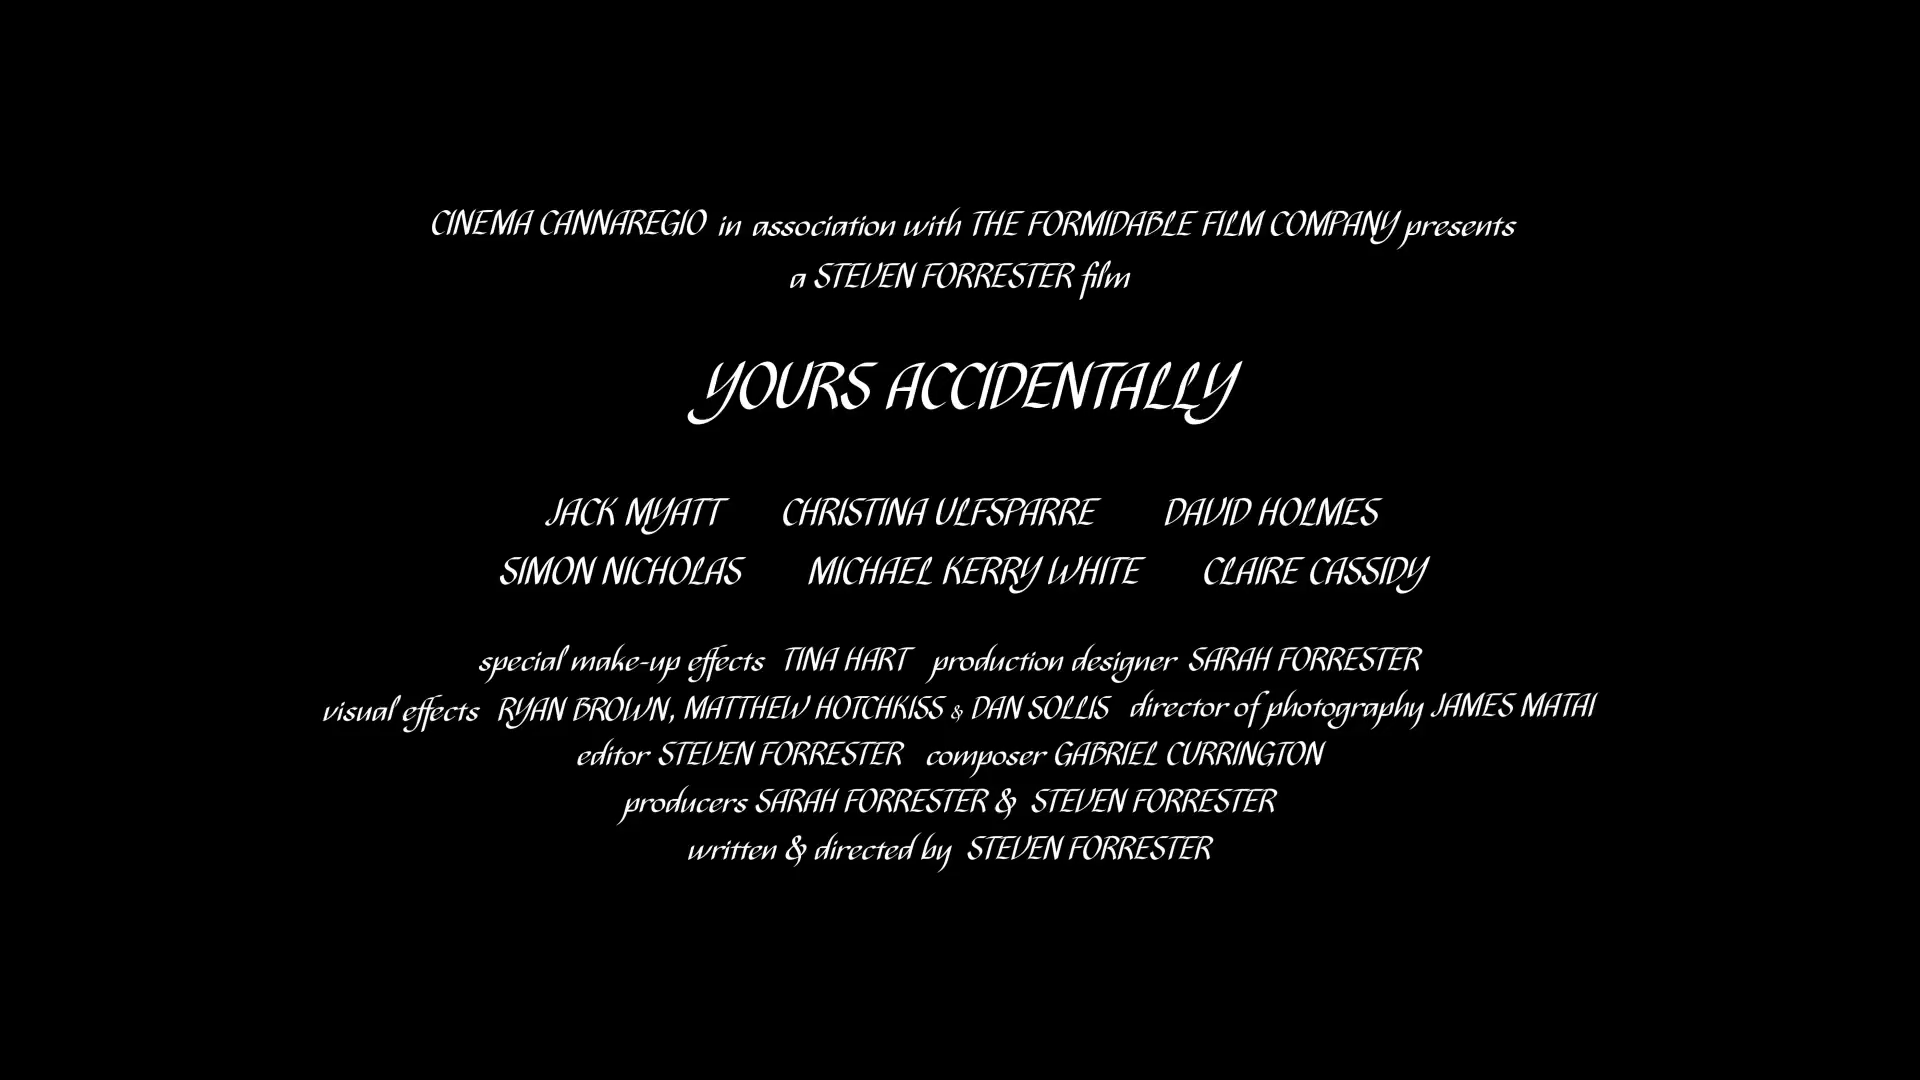 CINEMA CANNAREGIO in association with THE FORMIDABLE FILM COMPANY presents
a STEVEN FORRESTER film
YOURS ACCIDENTALLY
JACK MYATT CHRISTINA ULFSPARRE DAVID HOLMES
SIMON NICHOLAS MICHAEL KERRY WHITE CLAIRE CASSIDY
special make-up effects TINA HART production designer SARAH FORRESTER
visual effects RYAN BROWN, MATTHEW HOTCHKISS & DAN SOLLIS director of photography JAMES MATAI
editor STEVEN FORRESTER composer GABRIEL CURRINGTON
producers SARAH FORRESTER & STEVEN FORRESTER
written & directed by STEVEN FORRESTER